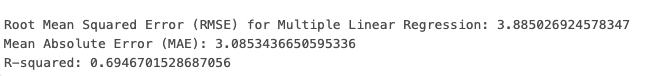 Root Mean Squared Error (RMSE) for Multiple Linear Regression: 3.885026924578347
Mean Absolute Error (MAE): 3.0853436650595336
R-squared: 0.6946701528687056